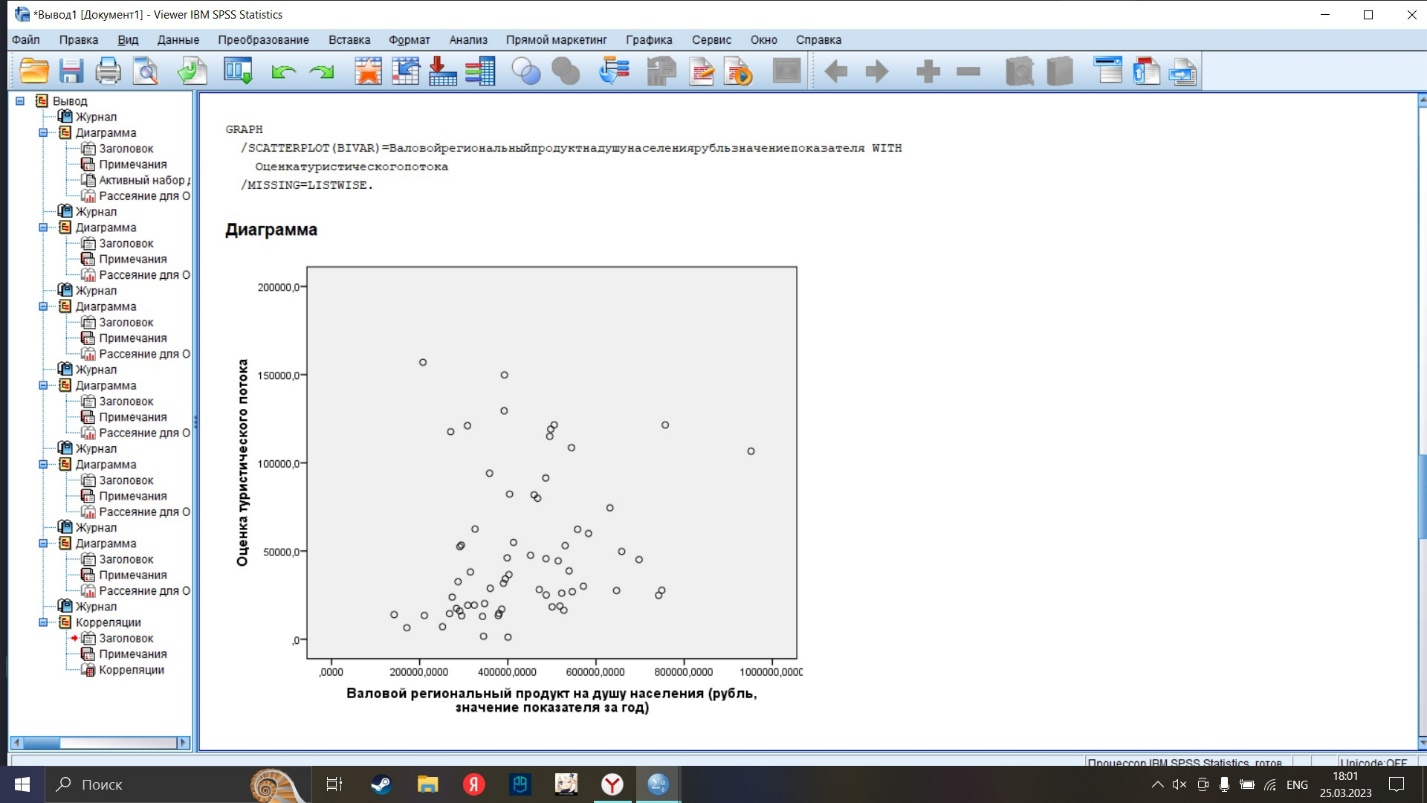 *Вывод1 [Документ1] - Viewer IBM SPSS Statistics
Файл Правка Вид Данные Преобразование Вставка Формат Анализ Прямой маркетинг Графика Сервис Окно Справка
Вывод
Журнал
Диаграмма
Заголовок
Примечания
Активный набор
Рассеяние для О
Журнал
Диаграмма
Заголовок
Примечания
Рассеяние для О
Журнал
Диаграмма
Заголовок
Примечания
Рассеяние для О
Журнал
Диаграмма
Заголовок
Примечания
Рассеяние для О
Журнал
Диаграмма
Заголовок
Примечания
Рассеяние для О
Журнал
Диаграмма
Заголовок
Примечания
Рассеяние для О
Журнал
Корреляции
Заголовок
Примечания
Корреляции
GRAPH
/SCATTERPLOT(BIVAR)=Валовойрегиональныйпродуктнадушунаселениярубльзначениепоказателя WITH
Оценкатуристическогопотока
/MISSING=LISTWISE.
Диаграмма
Оценка туристического потока
200000,0
150000,0
100000,0
50000,0
,0
,0000 200000,0000 400000,0000 600000,0000 800000,0000 1000000,0000
Валовой региональный продукт на душу населения (рубль,
значение показателя за год)
Процессор IBM SPSS Statistics готов Unicode:OFF
Поиск
ENG
18:01
25.03.2023